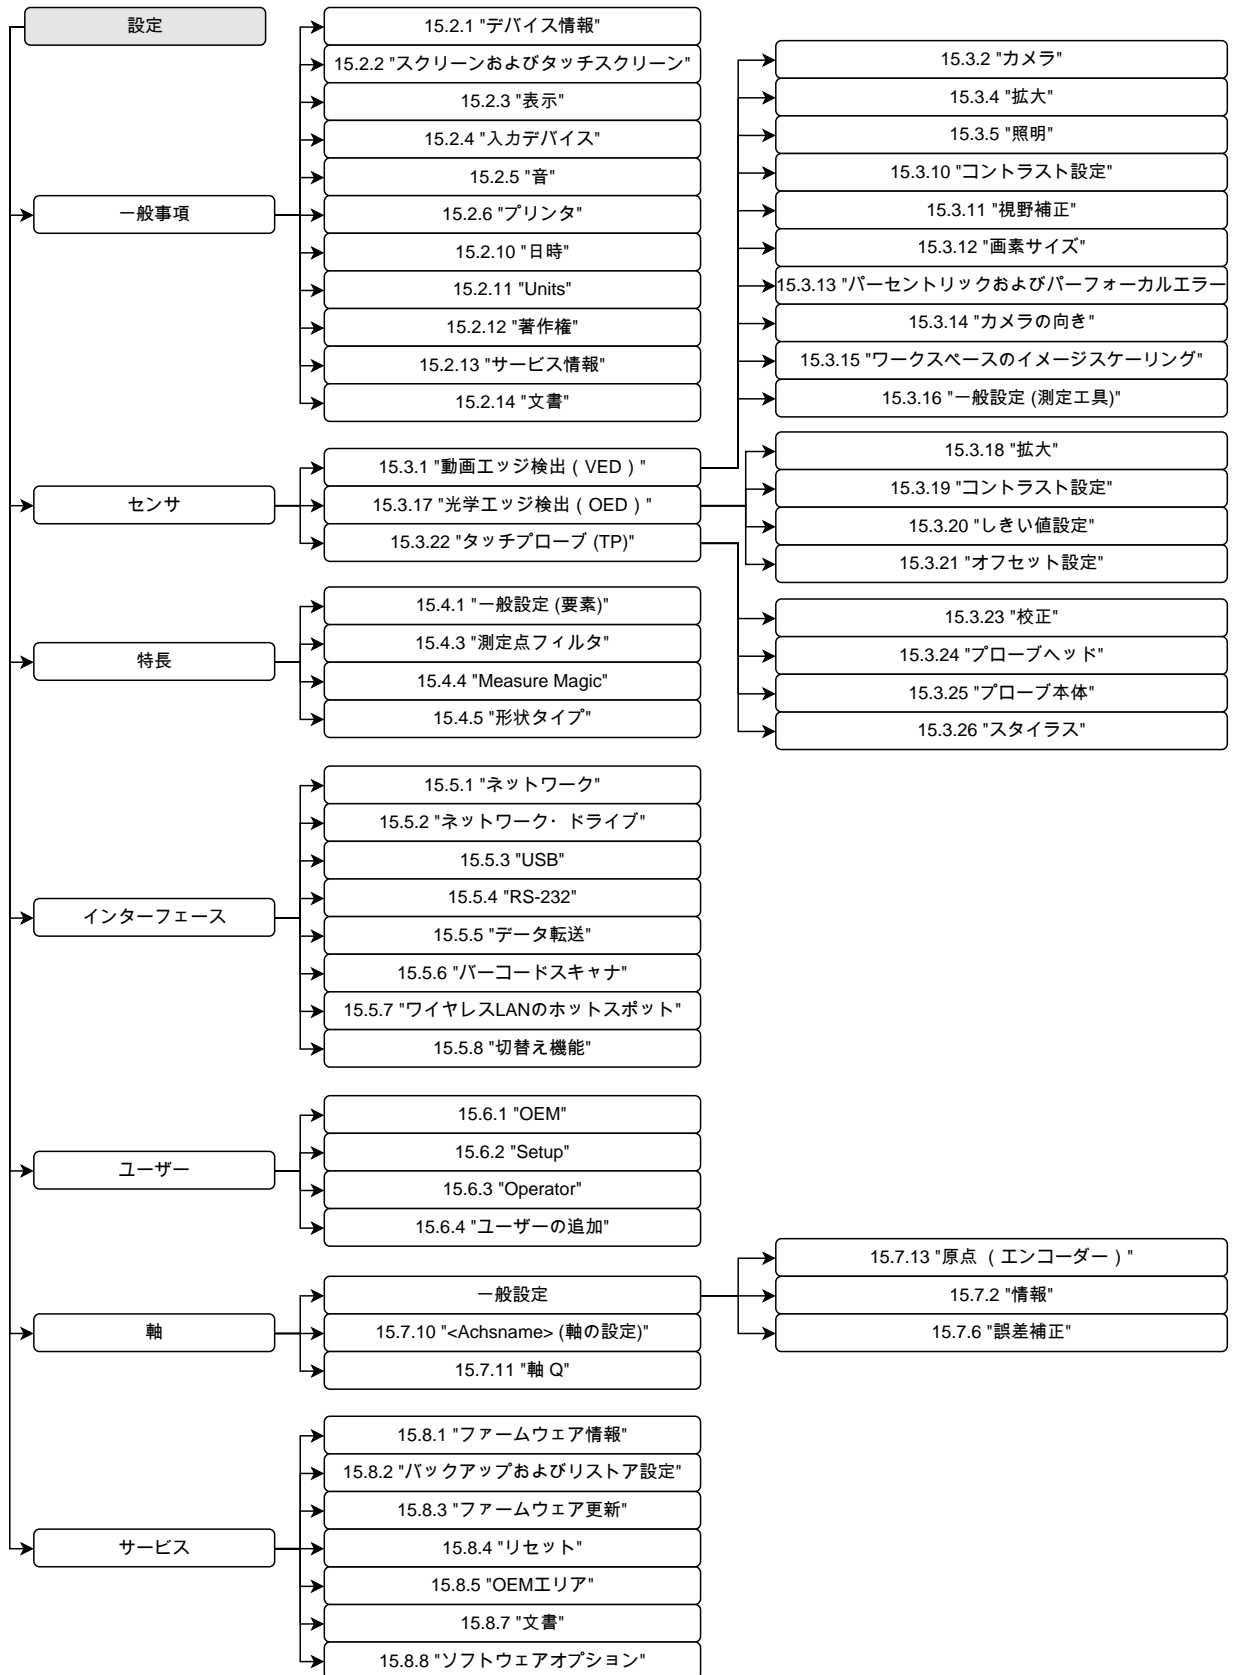 設定
一般事項
15.2.1 "デバイス情報"
15.2.2 "スクリーンおよびタッチスクリーン"
15.2.3 "表示"
15.2.4 "入力デバイス"
15.2.5 "音"
15.2.6 "プリンタ"
15.2.10 "日時"
15.2.11 "Units"
15.2.12 "著作権"
15.2.13 "サービス情報"
15.2.14 "文書"
センサ
15.3.1 "動画エッジ検出 ( VED ) "
15.3.2 "カメラ"
15.3.4 "拡大"
15.3.5 "照明"
15.3.10 "コントラスト設定"
15.3.11 "視野補正"
15.3.12 "画素サイズ"
15.3.13 "パーセントリックおよびパーフォーカルエラー
15.3.14 "カメラの向き"
15.3.15 "ワークスペースのイメージスケーリング"
15.3.16 "一般設定 (測定工具)"
15.3.17 "光学エッジ検出 ( OED ) "
15.3.18 "拡大"
15.3.19 "コントラスト設定"
15.3.20 "しきい値設定"
15.3.21 "オフセット設定"
15.3.22 "タッチプローブ (TP)"
15.3.23 "校正"
15.3.24 "プローブヘッド"
15.3.25 "プローブ本体"
15.3.26 "スタイラス"
特長
15.4.1 "一般設定 (要素)"
15.4.3 "測定点フィルタ"
15.4.4 "Measure Magic"
15.4.5 "形状タイプ"
インターフェース
15.5.1 "ネットワーク"
15.5.2 "ネットワーク・ドライブ"
15.5.3 "USB"
15.5.4 "RS-232"
15.5.5 "データ転送"
15.5.6 "バーコードスキャナ"
15.5.7 "ワイヤレスLANのホットスポット"
15.5.8 "切替え機能"
ユーザー
15.6.1 "OEM"
15.6.2 "Setup"
15.6.3 "Operator"
15.6.4 "ユーザーの追加"
軸
一般設定
15.7.13 "原点 ( エンコーダー ) "
15.7.2 "情報"
15.7.6 "誤差補正"
15.7.10 "<Achsname> (軸の設定)"
15.7.11 "軸 Q"
サービス
15.8.1 "ファームウェア情報"
15.8.2 "バックアップおよびリストア設定"
15.8.3 "ファームウェア更新"
15.8.4 "リセット"
15.8.5 "OEMエリア"
15.8.7 "文書"
15.8.8 "ソフトウェアオプション"